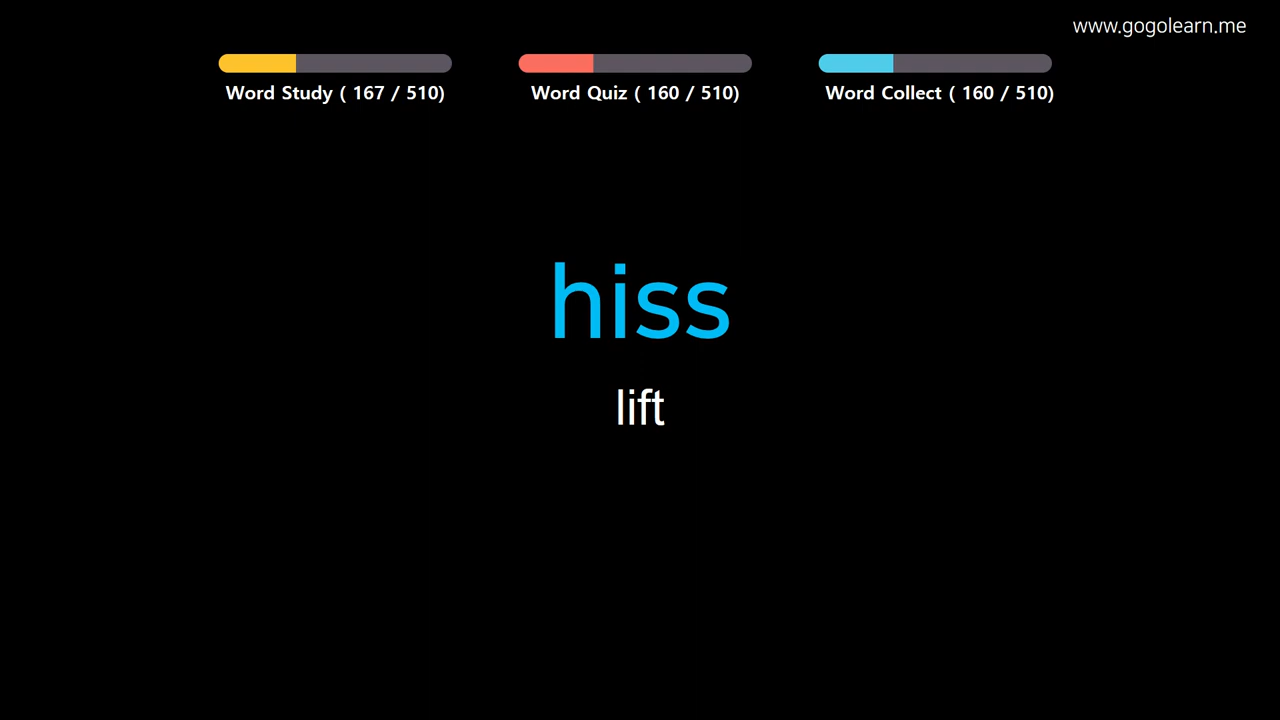 www.gogolearn.me
Word Study ( 167 / 510)
Word Quiz ( 160 / 510)
Word Collect ( 160 / 510)
hiss
lift